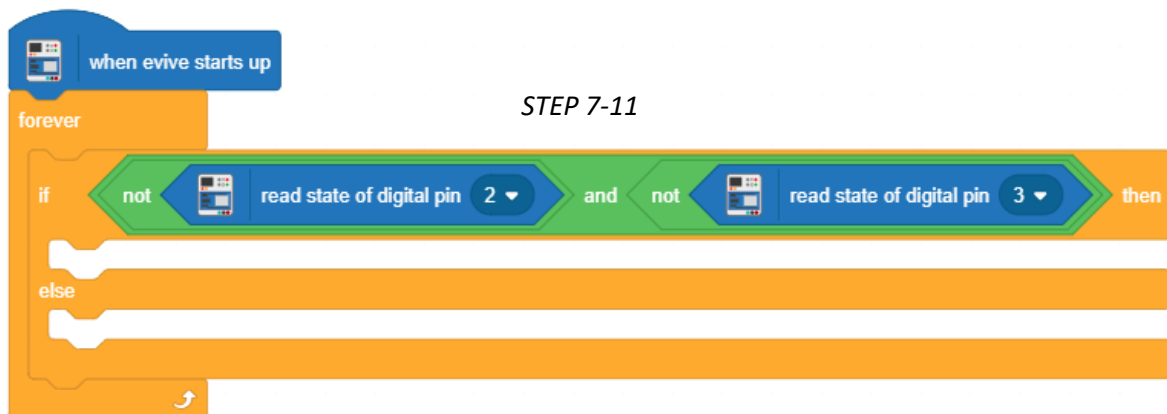 when evive starts up
STEP 7-11
forever
if not read state of digital pin 2 and not read state of digital pin 3 then
else